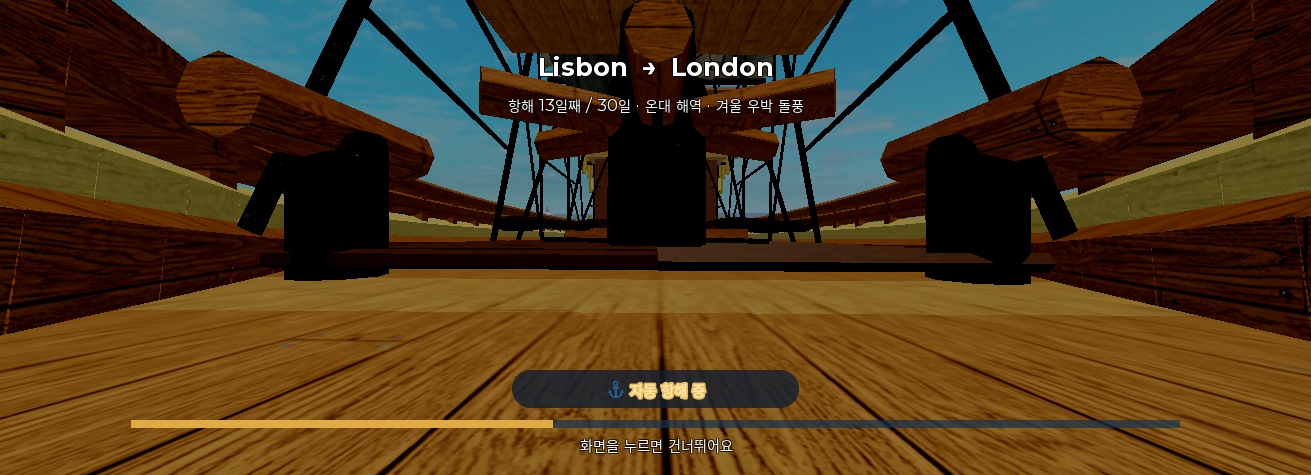 Lisbon → London
항해 13일째 / 30일 · 온대 해역 · 겨울 우박 돌풍
⚓ 자동 항해 중
화면을 누르면 건너뛰어요